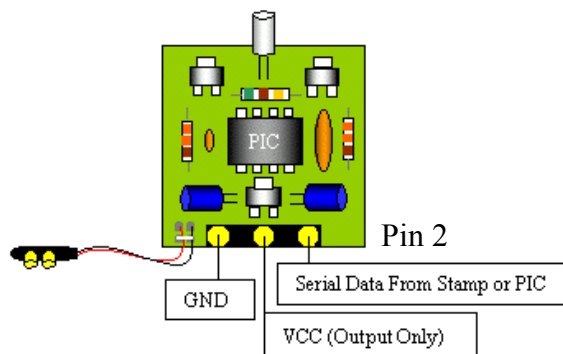 PIC
Pin 2
Serial Data From Stamp or PIC
GND
VCC (Output Only)